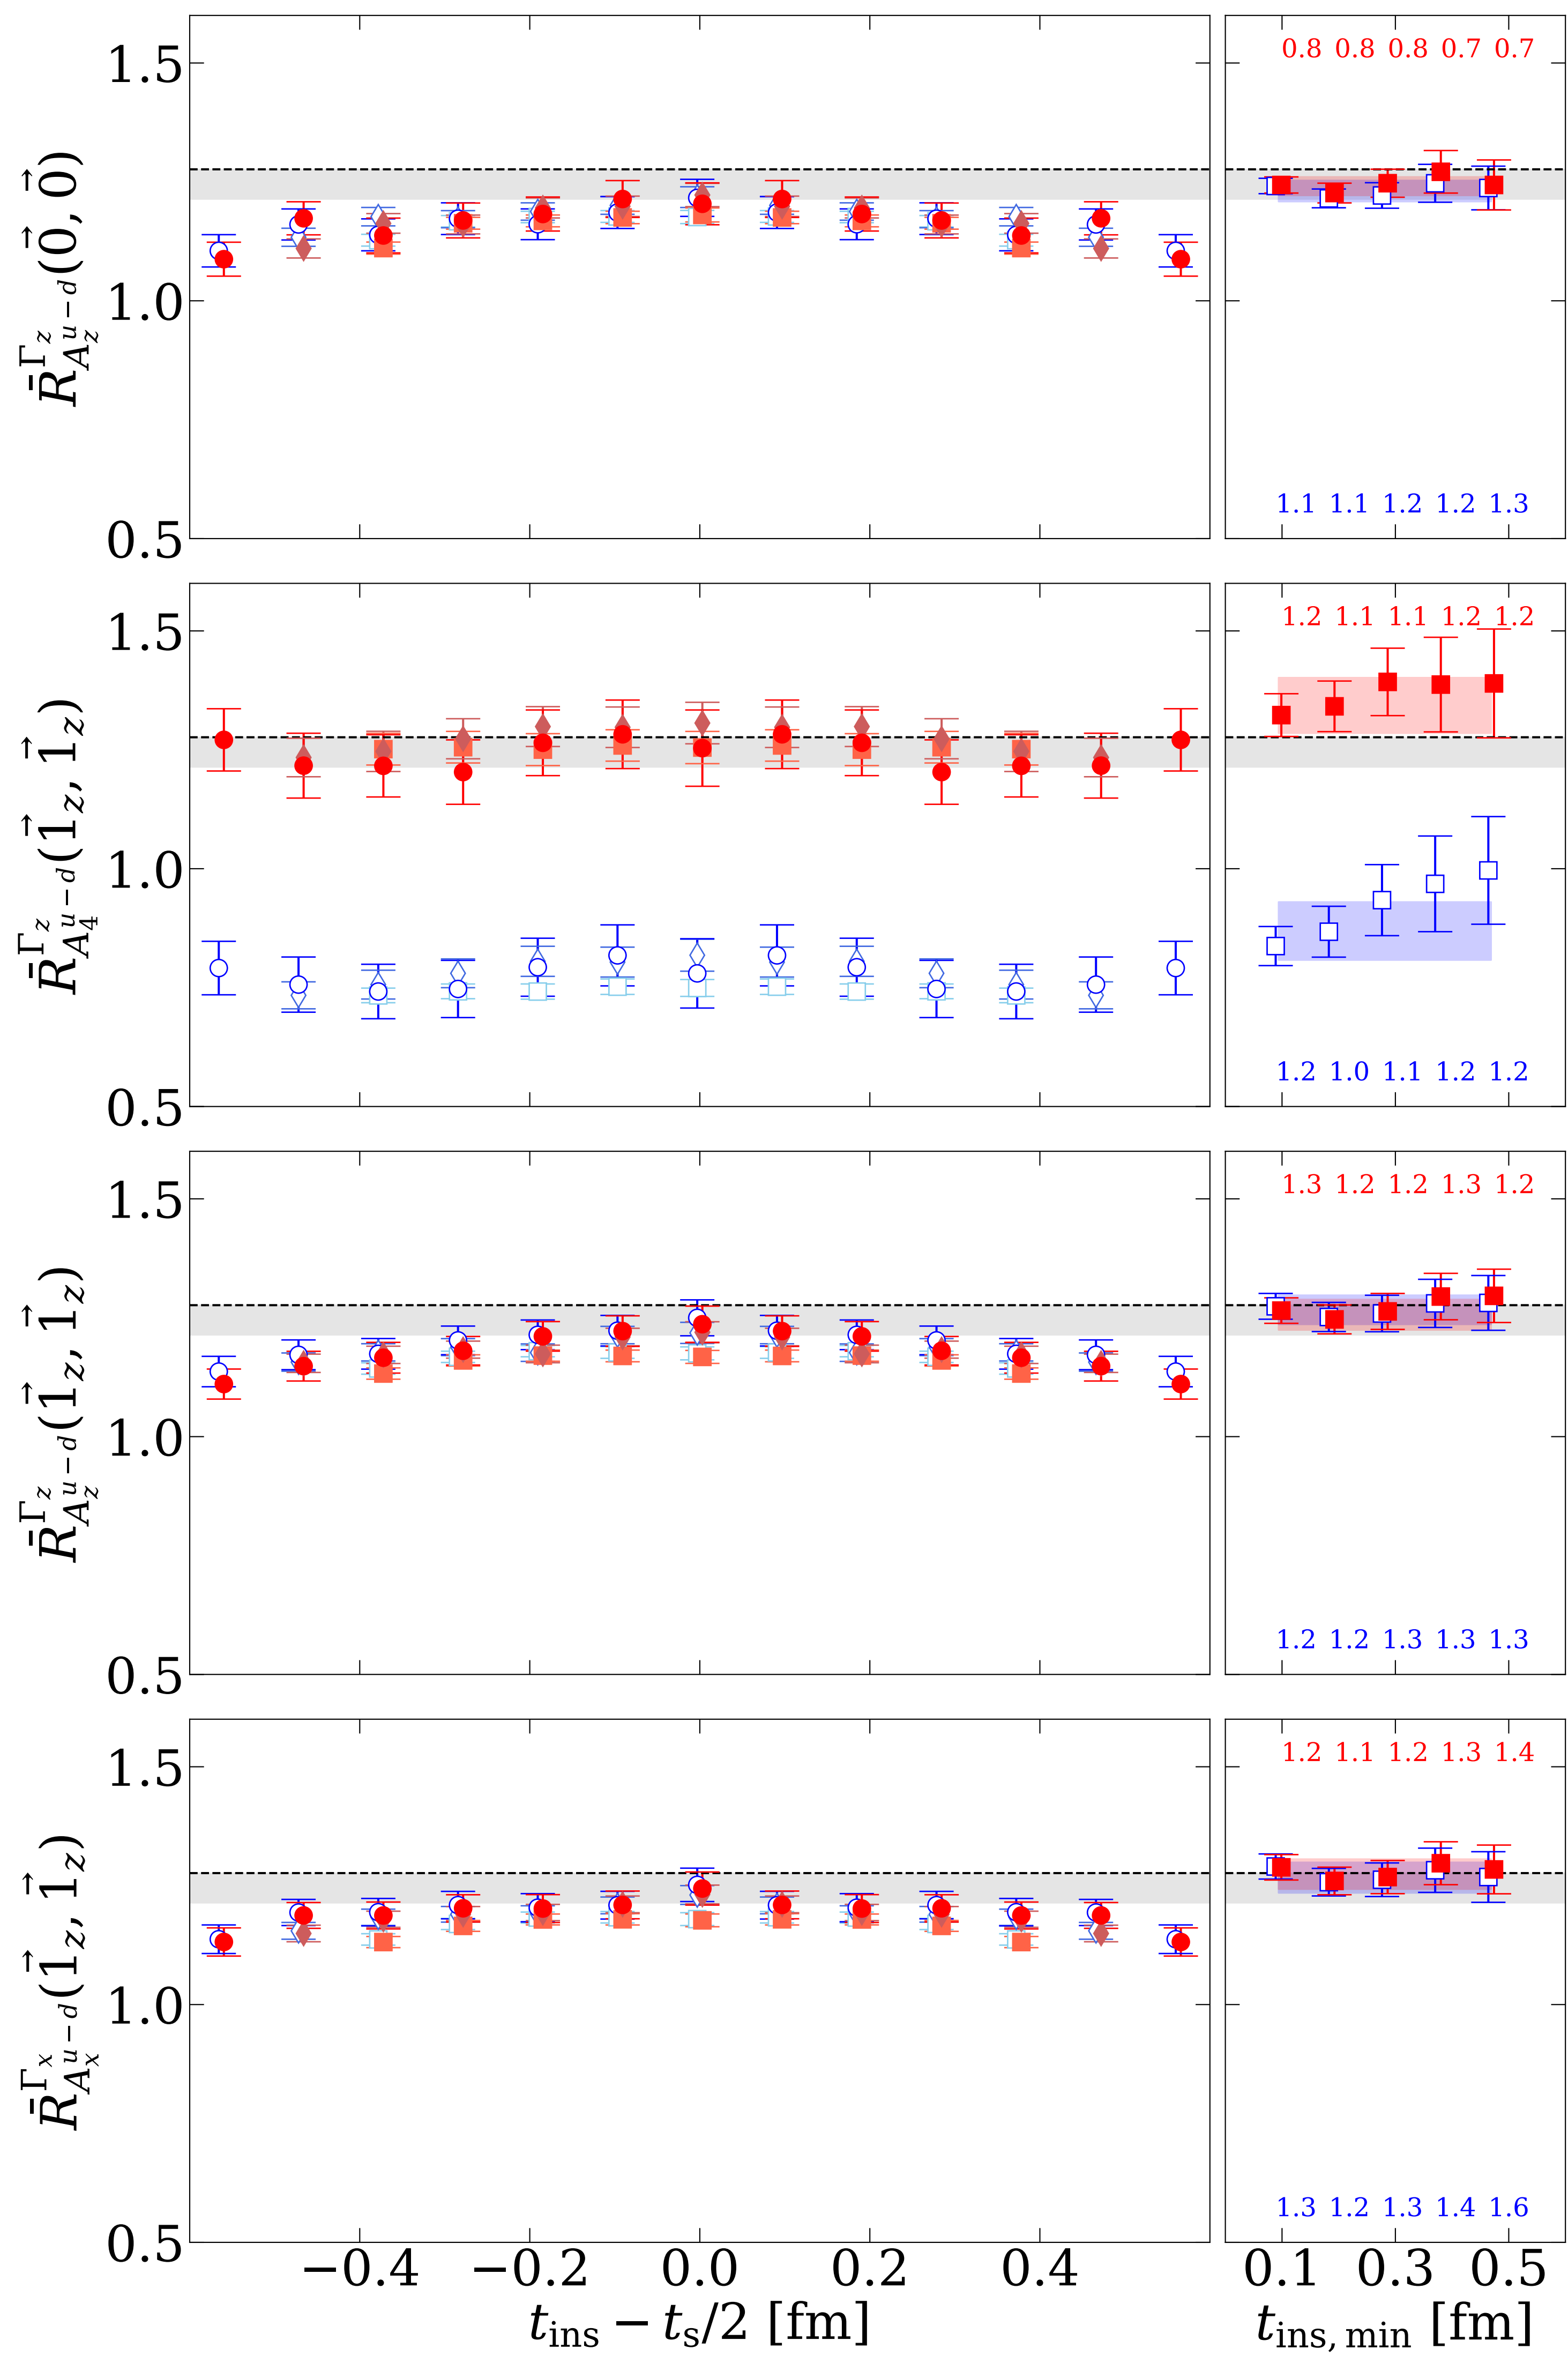 1.5
1.0
0.5
R̄^{Γ_z}_{A_z^{u−d}}(0⃗, 0⃗)
0.8 0.8 0.8 0.7 0.7
1.1 1.1 1.2 1.2 1.3
1.5
1.0
0.5
R̄^{Γ_z}_{A_4^{u−d}}(1⃗_z, 1⃗_z)
1.2 1.1 1.1 1.2 1.2
1.2 1.0 1.1 1.2 1.2
1.5
1.0
0.5
R̄^{Γ_z}_{A_z^{u−d}}(1⃗_z, 1⃗_z)
1.3 1.2 1.2 1.3 1.2
1.2 1.2 1.3 1.3 1.3
1.5
1.0
0.5
R̄^{Γ_x}_{A_x^{u−d}}(1⃗_z, 1⃗_z)
1.2 1.1 1.2 1.3 1.4
1.3 1.2 1.3 1.4 1.6
−0.4 −0.2 0.0 0.2 0.4
t_ins − t_s/2 [fm]
0.1 0.3 0.5
t_ins, min [fm]